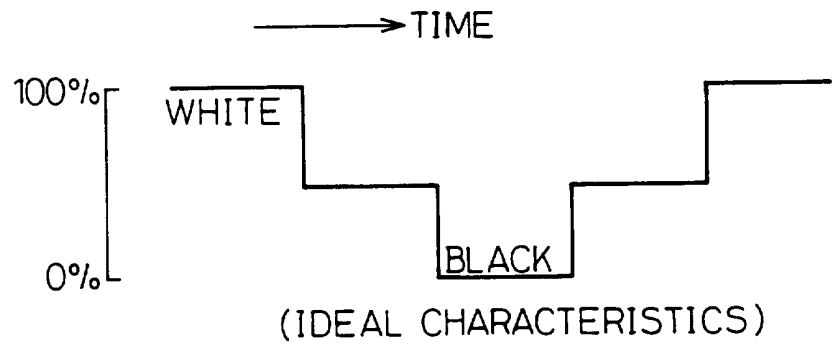 TIME
100%
WHITE
BLACK
0%
(IDEAL CHARACTERISTICS)